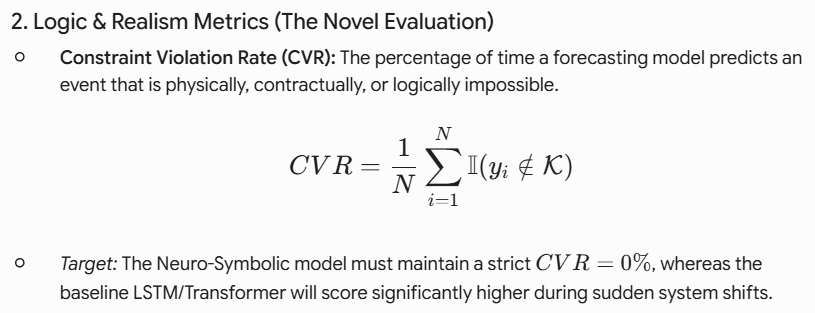 2. Logic & Realism Metrics (The Novel Evaluation)
○ Constraint Violation Rate (CVR): The percentage of time a forecasting model predicts an
event that is physically, contractually, or logically impossible.
CVR = \frac{1}{N} \sum_{i=1}^{N} \mathbb{I}(y_i \notin \mathcal{K})
○ Target: The Neuro-Symbolic model must maintain a strict CVR = 0%, whereas the
baseline LSTM/Transformer will score significantly higher during sudden system shifts.